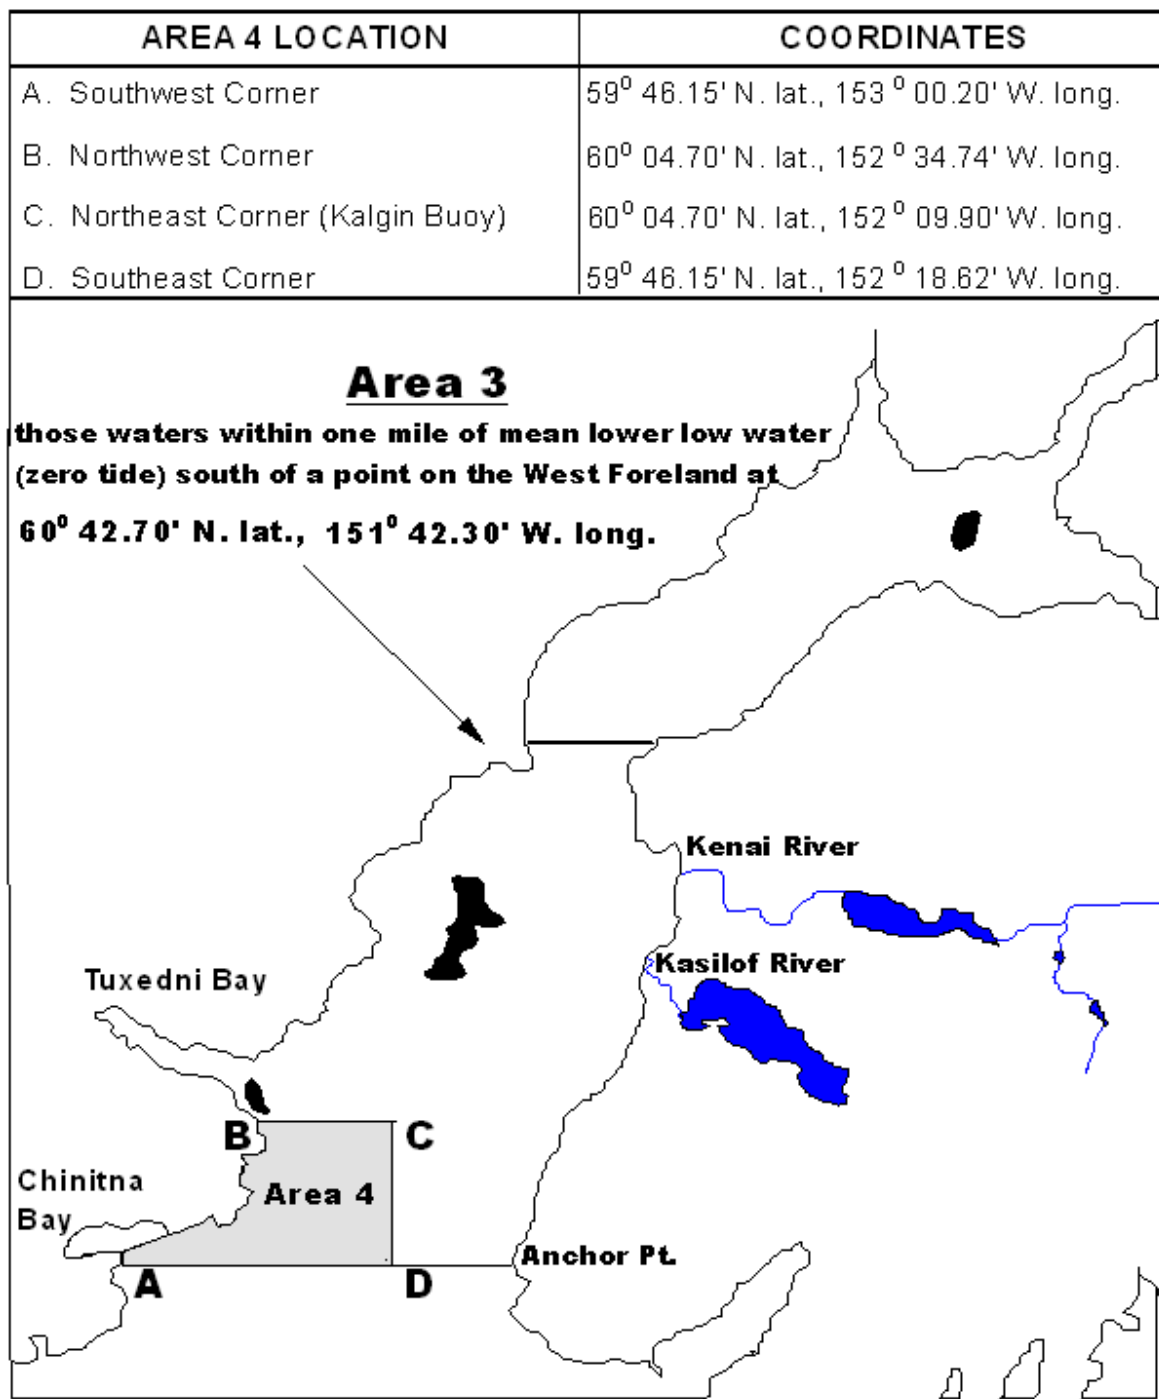 AREA 4 LOCATION COORDINATES
A. Southwest Corner 59⁰ 46.15' N. lat., 153 ⁰ 00.20' W. long.
B. Northwest Corner 60⁰ 04.70' N. lat., 152 ⁰ 34.74' W. long.
C. Northeast Corner (Kalgin Buoy) 60⁰ 04.70' N. lat., 152 ⁰ 09.90' W. long.
D. Southeast Corner 59⁰ 46.15' N. lat., 152 ⁰ 18.62' W. long.
Area 3
those waters within one mile of mean lower low water
(zero tide) south of a point on the West Foreland at
60⁰ 42.70' N. lat., 151⁰ 42.30' W. long.
Kenai River
Kasilof River
Tuxedni Bay
B C
Chinitna
Bay
Area 4
Anchor Pt.
A D